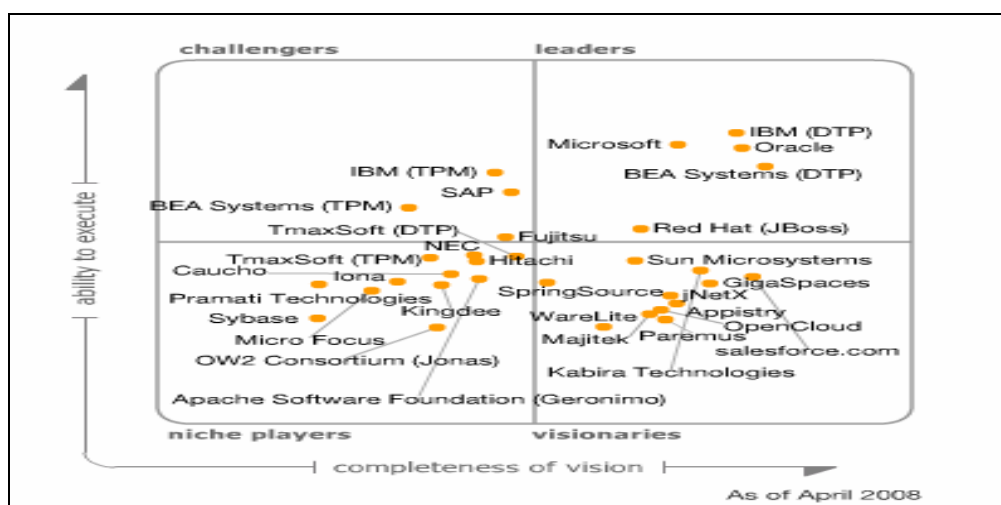 challengers
leaders
IBM (DTP)
Microsoft
Oracle
IBM (TPM)
BEA Systems (DTP)
SAP
BEA Systems (TPM)
TmaxSoft (DTP)
Red Hat (JBoss)
Fujitsu
NEC
TmaxSoft (TPM)
Hitachi
Sun Microsystems
Caucho
Iona
GigaSpaces
SpringSource
jNetX
Pramati Technologies
Kingdee
Appistry
WareLite
Sybase
OpenCloud
Micro Focus
Majitek
Paremus
salesforce.com
OW2 Consortium (Jonas)
Kabira Technologies
Apache Software Foundation (Geronimo)
niche players
visionaries
ability to execute
completeness of vision
As of April 2008